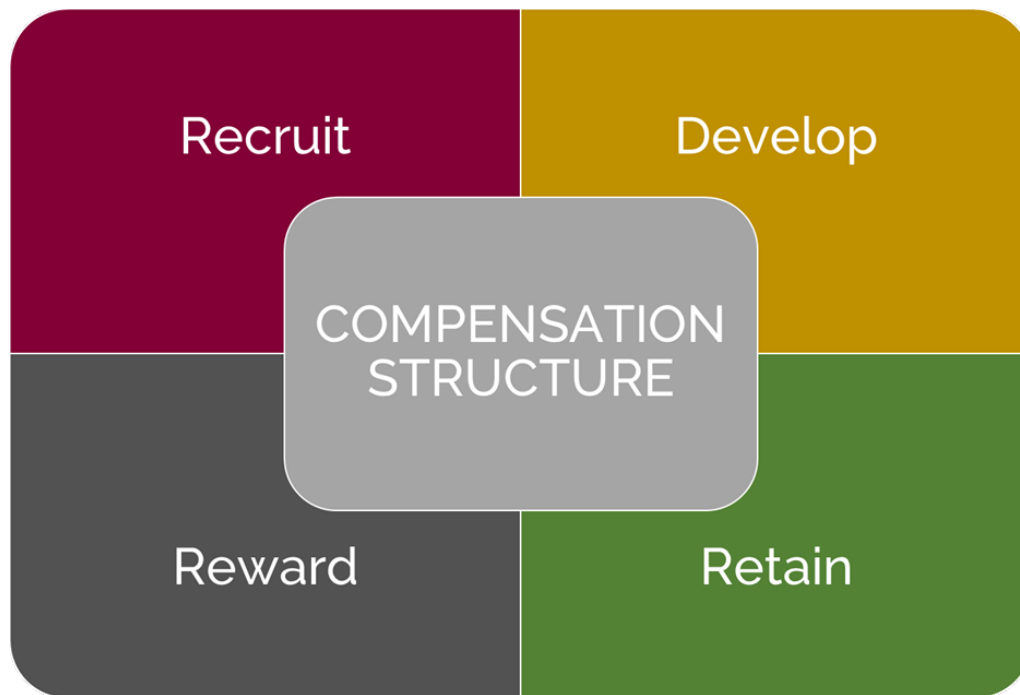 Recruit
Develop
COMPENSATION
STRUCTURE
Reward
Retain